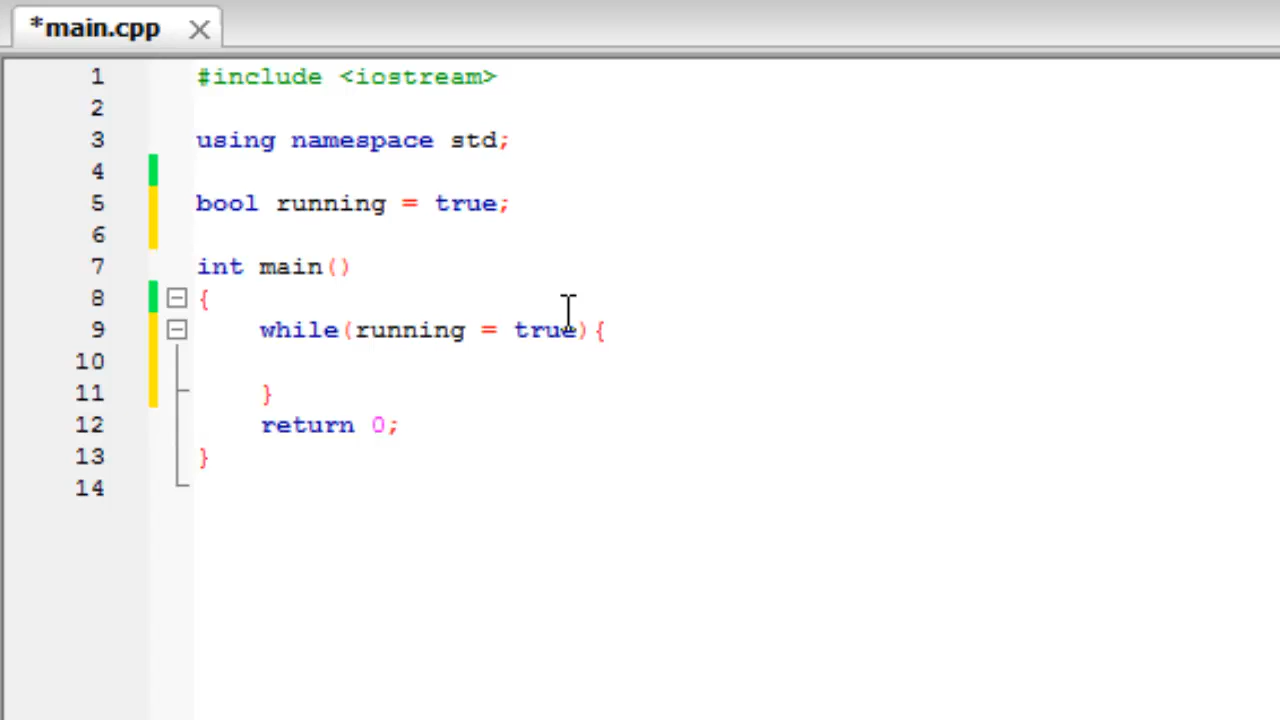 *main.cpp
1 #include <iostream>
2
3 using namespace std;
4
5 bool running = true;
6
7 int main()
8 {
9 while(running = true){
10
11 }
12 return 0;
13 }
14